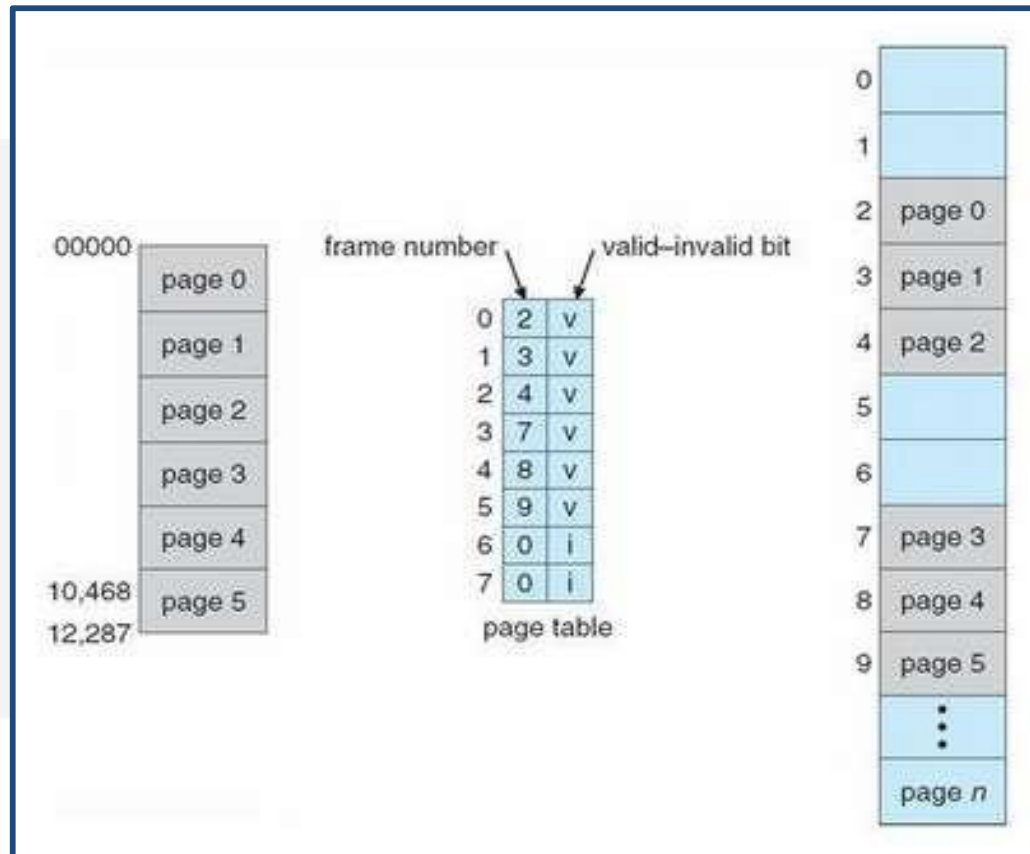 00000
page 0
page 1
page 2
page 3
page 4
10,468
page 5
12,287
frame number
valid–invalid bit
0 2 v
1 3 v
2 4 v
3 7 v
4 8 v
5 9 v
6 0 i
7 0 i
page table
0
1
2 page 0
3 page 1
4 page 2
5
6
7 page 3
8 page 4
9 page 5
page n